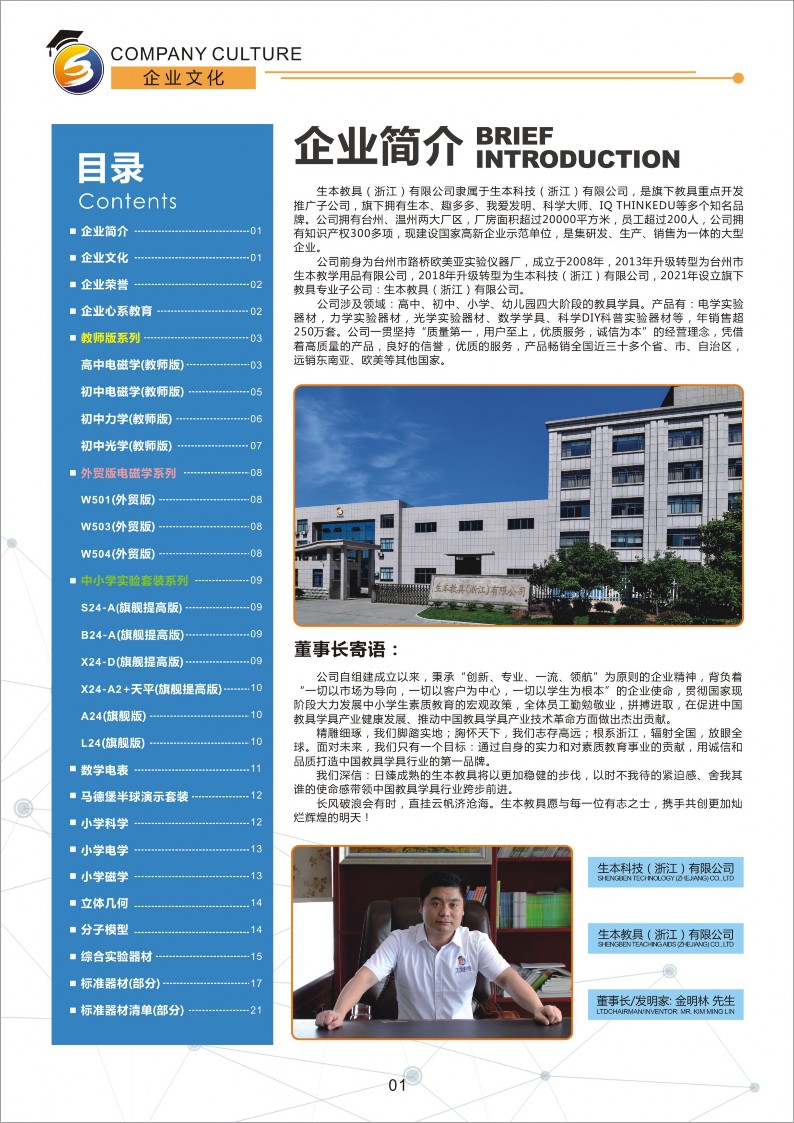 COMPANY CULTURE
企业文化
目录
Contents
企业简介 01
企业文化 01
企业荣誉 02
企业心系教育 02
教师版系列 03
高中电磁学(教师版) 03
初中电磁学(教师版) 05
初中力学(教师版) 06
初中光学(教师版) 07
外贸版电磁学系列 08
W501(外贸版) 08
W503(外贸版) 08
W504(外贸版) 08
中小学实验套装系列 09
S24-A(旗舰提高版) 09
B24-A(旗舰提高版) 09
X24-D(旗舰提高版) 09
X24-A2+天平(旗舰提高版) 10
A24(旗舰版) 10
L24(旗舰版) 10
数学电表 11
马德堡半球演示套装 12
小学科学 12
小学电学 13
小学磁学 13
立体几何 14
分子模型 14
综合实验器材 15
标准器材(部分) 17
标准器材清单(部分) 21
企业简介 BRIEF
INTRODUCTION
生本教具（浙江）有限公司隶属于生本科技（浙江）有限公司，是旗下教具重点开发
推广子公司，旗下拥有生本、趣多多、我爱发明、科学大师、IQ THINKEDU等多个知名品
牌。公司拥有台州、温州两大厂区，厂房面积超过20000平方米，员工超过200人，公司拥
有知识产权300多项，现建设国家高新企业示范单位，是集研发、生产、销售为一体的大型
企业。
公司前身为台州市路桥欧美亚实验仪器厂，成立于2008年，2013年升级转型为台州市
生本教学用品有限公司，2018年升级转型为生本科技（浙江）有限公司，2021年设立旗下
教具专业子公司：生本教具（浙江）有限公司。
公司涉及领域：高中、初中、小学、幼儿园四大阶段的教具学具。产品有：电学实验
器材，力学实验器材，光学实验器材、数学学具、科学DIY科普实验器材等，年销售超
250万套。公司一贯坚持“质量第一，用户至上，优质服务，诚信为本”的经营理念，凭借
着高质量的产品，良好的信誉，优质的服务，产品畅销全国近三十多个省、市、自治区，
远销东南亚、欧美等其他国家。
生本教具(浙江)有限公司
董事长寄语：
公司自组建成立以来，秉承“创新、专业、一流、领航”为原则的企业精神，背负着
“一切以市场为导向，一切以客户为中心，一切以学生为根本”的企业使命，贯彻国家现
阶段大力发展中小学生素质教育的宏观政策，全体员工勤勉敬业，拼搏进取，在促进中国
教具学具产业健康发展、推动中国教具学具产业技术革命方面做出杰出贡献。
精雕细琢，我们脚踏实地；胸怀天下，我们志存高远；根系浙江，辐射全国，放眼全
球。面对未来，我们只有一个目标：通过自身的实力和对素质教育事业的贡献，用诚信和
品质打造中国教具学具行业的第一品牌。
我们深信：日臻成熟的生本教具将以更加稳健的步伐，以时不我待的紧迫感、舍我其
谁的使命感带领中国教具学具行业跨步前进。
长风破浪会有时，直挂云帆济沧海。生本教具愿与每一位有志之士，携手共创更加灿
烂辉煌的明天！
生本科技（浙江）有限公司
SHENGBEN TECHNOLOGY (ZHEJIANG) CO., LTD
生本教具（浙江）有限公司
SHENGBEN TEACHING AIDS (ZHEJIANG) CO., LTD
董事长/发明家: 金明林 先生
LTDCHAIRMAN/INVENTOR: MR. KIM MING LIN
01